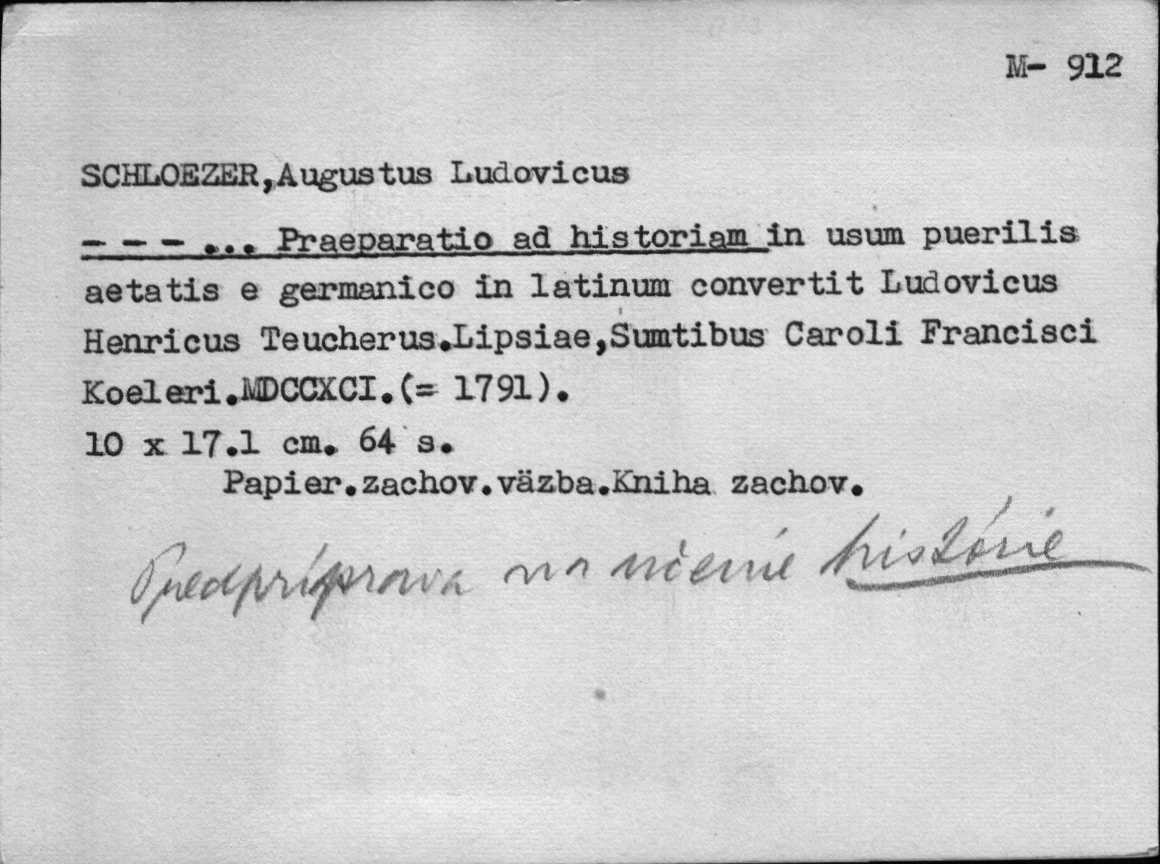 M- 912
SCHLOEZER,Augustus Ludovicus
- - - ... Praeparatio ad historiam in usum puerilis
aetatis e germanico in latinum convertit Ludovicus
Henricus Teucherus.Lipsiae,Sumtibus Caroli Francisci
Koeleri.MDCCXCI.(= 1791).
10 x 17.1 cm. 64 s.
Papier.zachov.väzba.Kniha zachov.
Predpríprava na učenie histórie